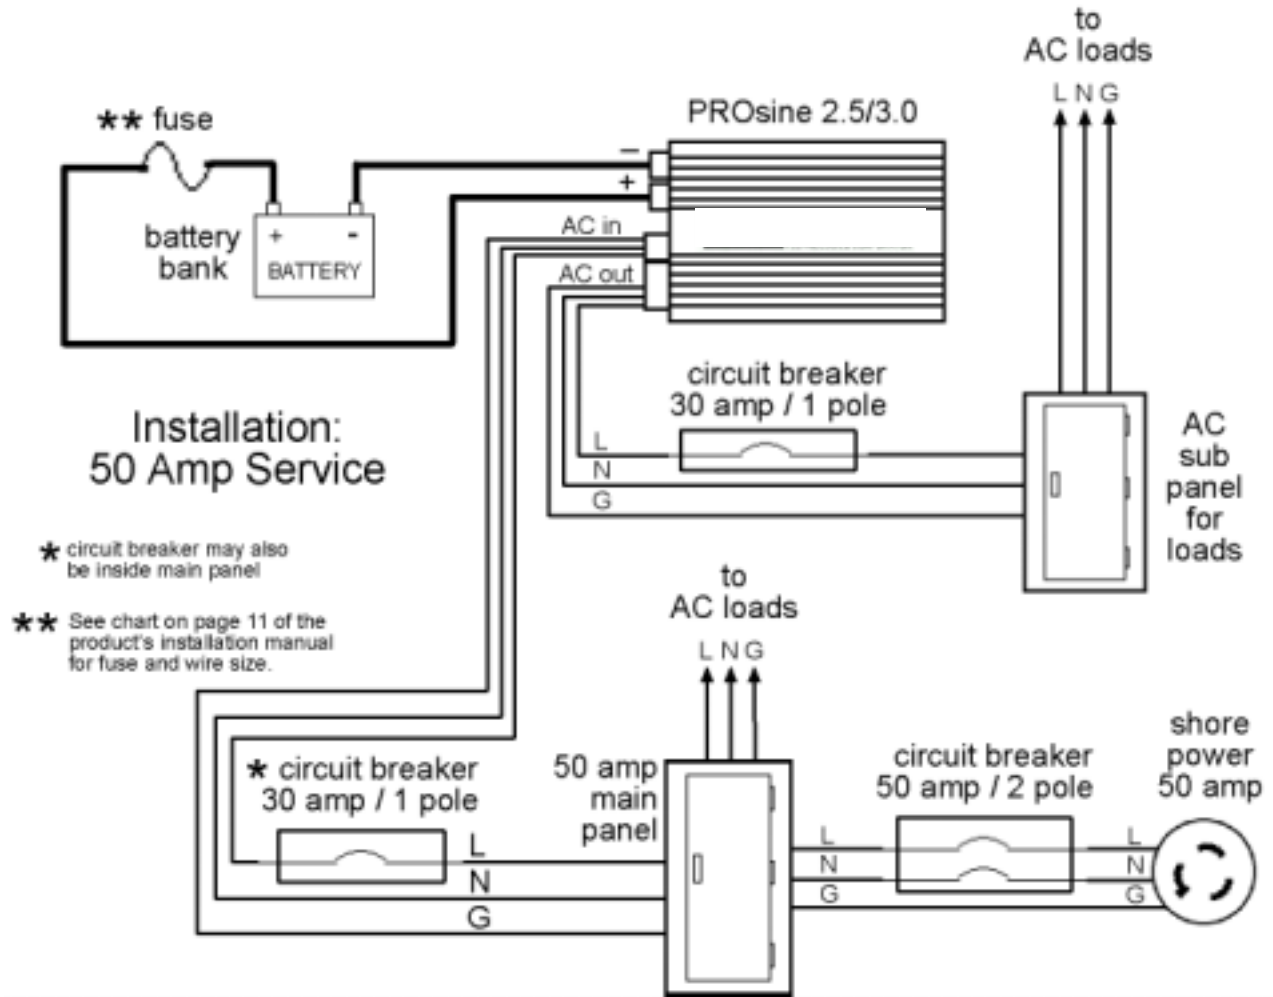 to
AC loads
L N G
** fuse
PROsine 2.5/3.0
−
+
battery
bank
+ -
BATTERY
AC in
AC out
circuit breaker
30 amp / 1 pole
L
N
G
AC
sub
panel
for
loads
Installation:
50 Amp Service
* circuit breaker may also
be inside main panel
** See chart on page 11 of the
product's installation manual
for fuse and wire size.
to
AC loads
L N G
* circuit breaker
30 amp / 1 pole
L
N
G
50 amp
main
panel
circuit breaker
50 amp / 2 pole
L
N
G
L
N
G
shore
power
50 amp